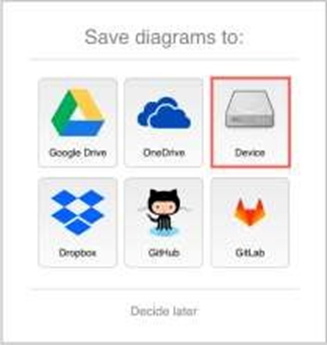 Save diagrams to:
Google Drive
OneDrive
Device
Dropbox
GitHub
GitLab
Decide later